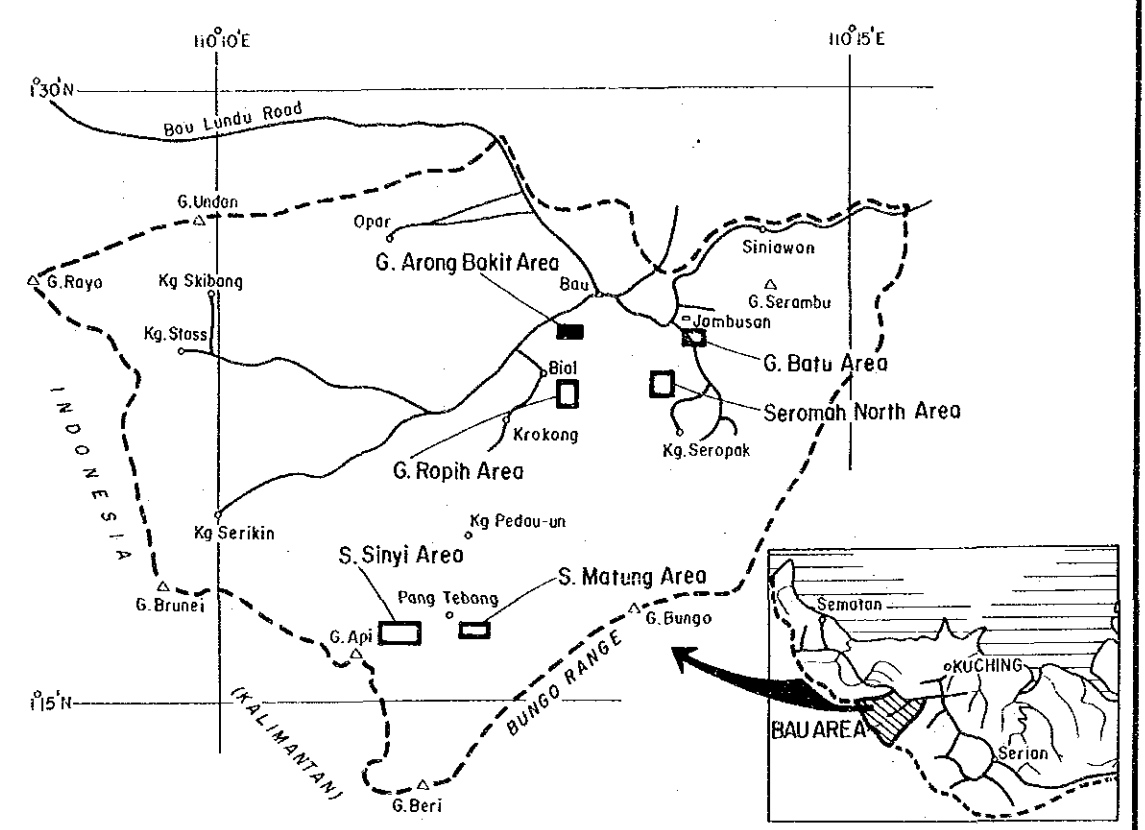 110°10'E
110°15'E
1°30'N
Bau Lundu Road
G. Undan
Opar
Siniawan
G. Arong Bakit Area
G. Raya
Kg Skibang
Bau
G. Serambu
Jambusan
Kg. Stass
G. Batu Area
Bial
Seromah North Area
Krokong
Kg. Seropak
G. Ropih Area
INDONESIA
Kg Serikin
Kg Pedau-un
S. Sinyi Area
S. Matung Area
G. Brunei
Pang Tebang
G. Bungo
G. Api
1°15'N
BUNGO RANGE
(KALIMANTAN)
G. Beri
Sematan
KUCHING
BAU AREA
Serian